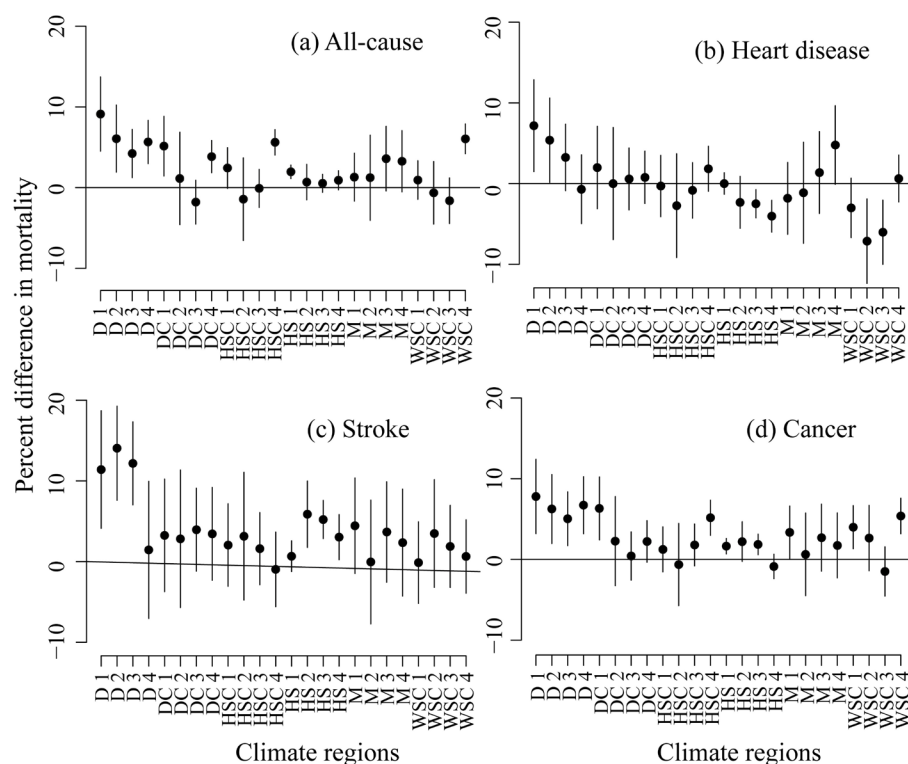 Percent difference in mortality
(a) All-cause
20
10
0
−10
D 1
D 2
D 3
D 4
DC 1
DC 2
DC 3
DC 4
HSC 1
HSC 2
HSC 3
HSC 4
HS 1
HS 2
HS 3
HS 4
M 1
M 2
M 3
M 4
WSC 1
WSC 2
WSC 3
WSC 4
(b) Heart disease
20
10
0
−10
D 1
D 2
D 3
D 4
DC 1
DC 2
DC 3
DC 4
HSC 1
HSC 2
HSC 3
HSC 4
HS 1
HS 2
HS 3
HS 4
M 1
M 2
M 3
M 4
WSC 1
WSC 2
WSC 3
WSC 4
(c) Stroke
20
10
0
−10
D 1
D 2
D 3
D 4
DC 1
DC 2
DC 3
DC 4
HSC 1
HSC 2
HSC 3
HSC 4
HS 1
HS 2
HS 3
HS 4
M 1
M 2
M 3
M 4
WSC 1
WSC 2
WSC 3
WSC 4
Climate regions
(d) Cancer
20
10
0
−10
D 1
D 2
D 3
D 4
DC 1
DC 2
DC 3
DC 4
HSC 1
HSC 2
HSC 3
HSC 4
HS 1
HS 2
HS 3
HS 4
M 1
M 2
M 3
M 4
WSC 1
WSC 2
WSC 3
WSC 4
Climate regions